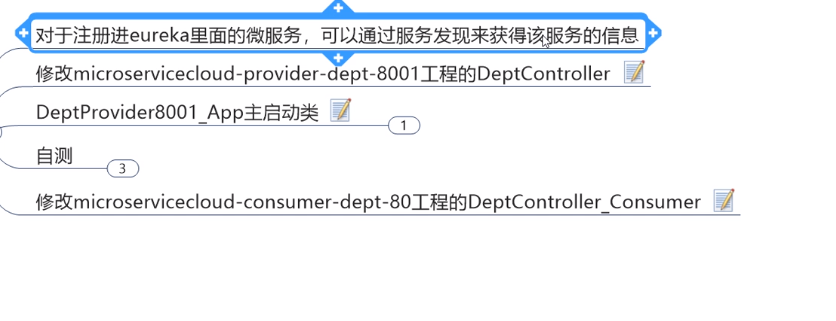 对于注册进eureka里面的微服务，可以通过服务发现来获得该服务的信息
修改microservicecloud-provider-dept-8001工程的DeptController
DeptProvider8001_App主启动类
1
自测
3
修改microservicecloud-consumer-dept-80工程的DeptController_Consumer